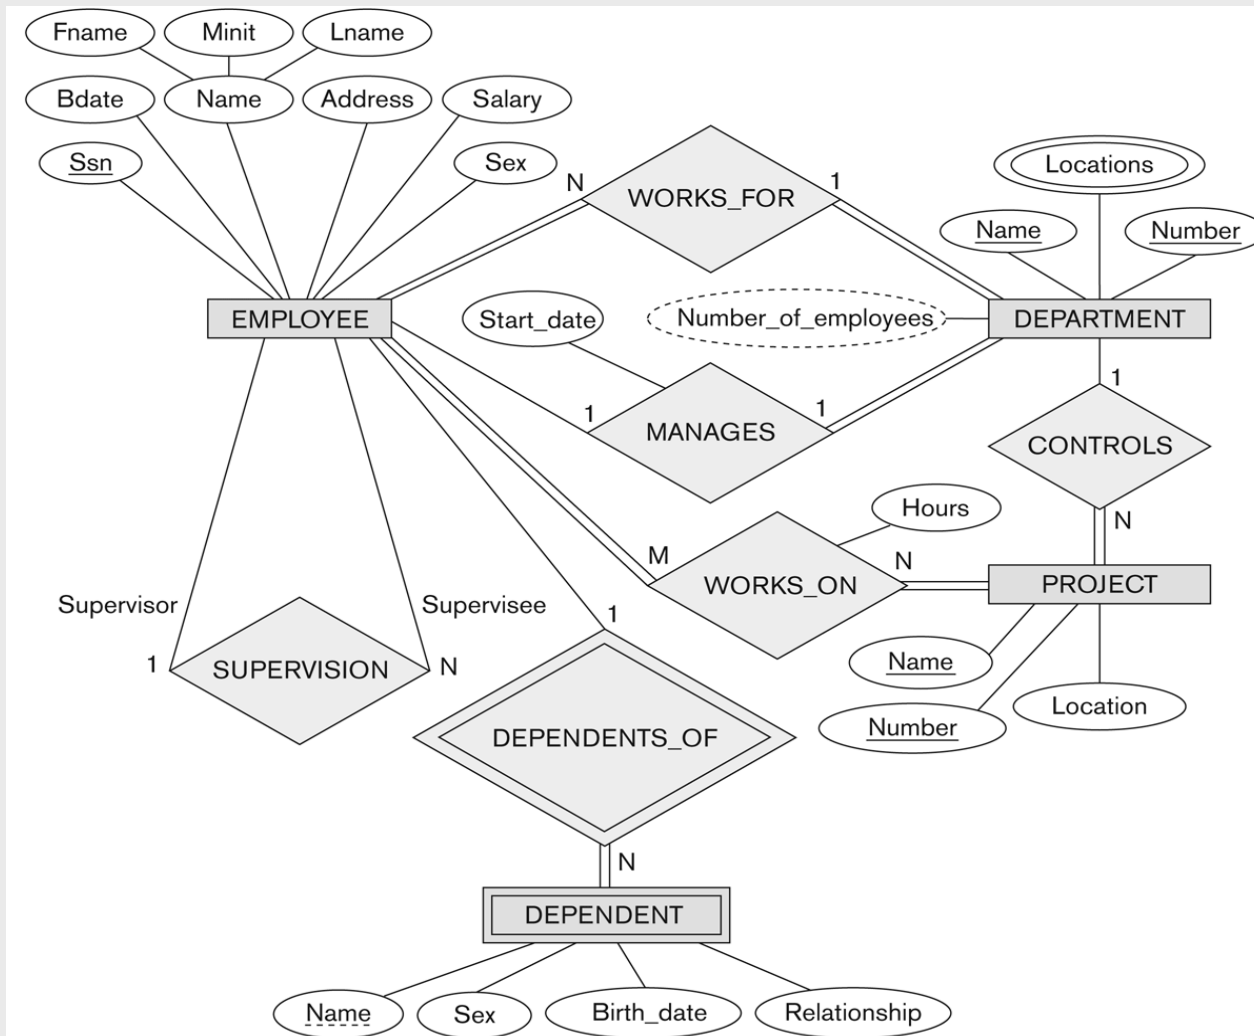 Fname
Minit
Lname
Bdate
Name
Address
Salary
Ssn
Sex
N
WORKS_FOR
1
Locations
Name
Number
EMPLOYEE
Start_date
Number_of_employees
DEPARTMENT
1
MANAGES
1
1
CONTROLS
N
Hours
M
WORKS_ON
N
PROJECT
Supervisor
Supervisee
1
SUPERVISION
N
1
Name
Number
Location
DEPENDENTS_OF
N
DEPENDENT
Name
Sex
Birth_date
Relationship